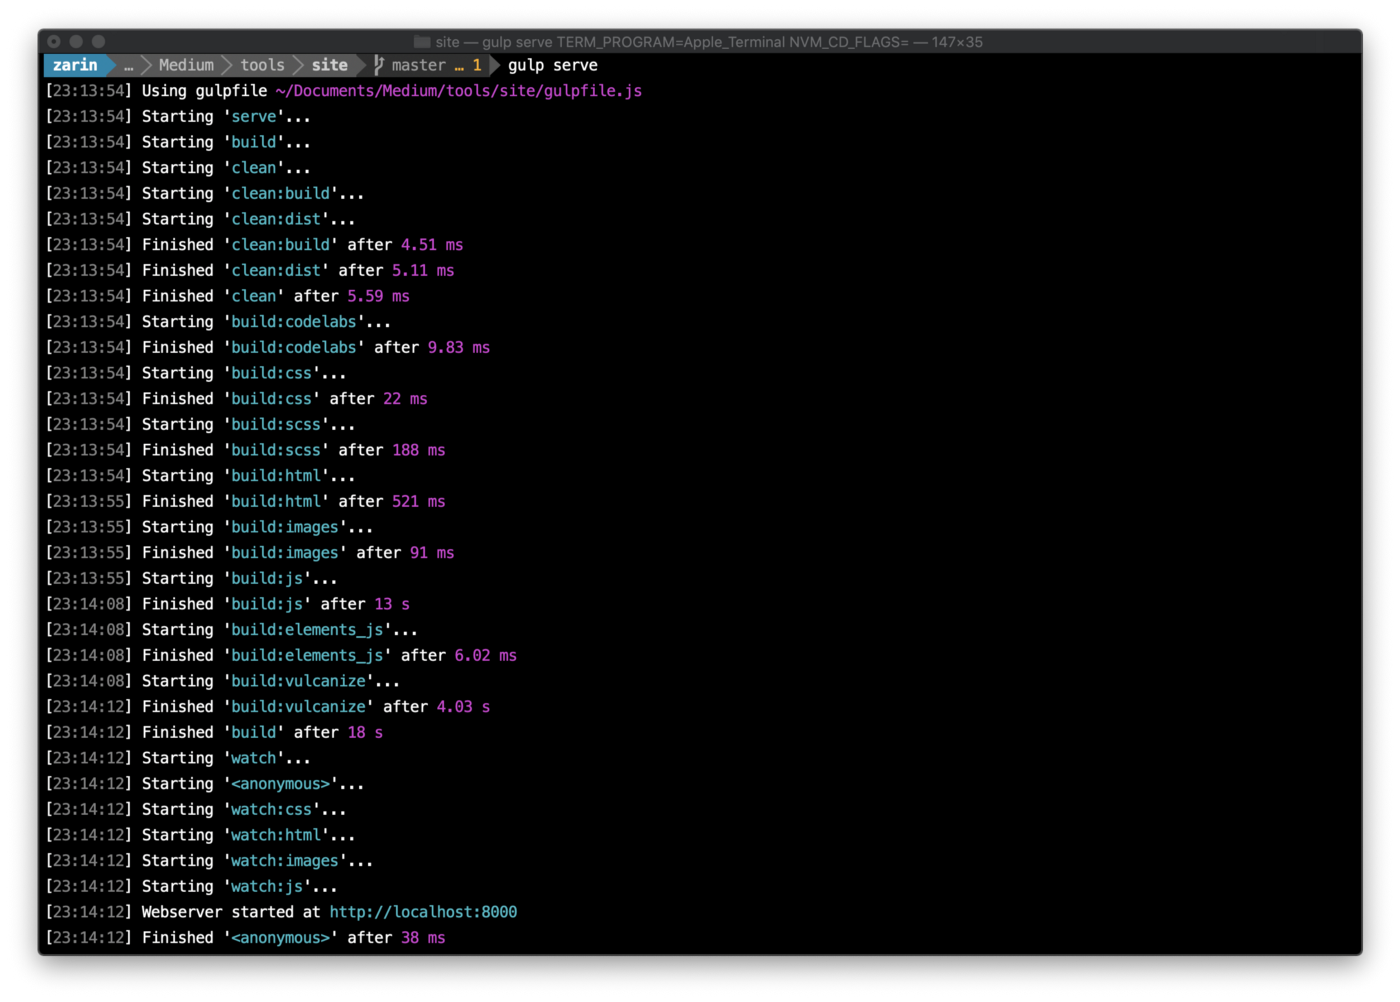 site — gulp serve TERM_PROGRAM=Apple_Terminal NVM_CD_FLAGS= — 147×35
zarin … Medium tools site master … 1 gulp serve
[23:13:54] Using gulpfile ~/Documents/Medium/tools/site/gulpfile.js
[23:13:54] Starting 'serve'...
[23:13:54] Starting 'build'...
[23:13:54] Starting 'clean'...
[23:13:54] Starting 'clean:build'...
[23:13:54] Starting 'clean:dist'...
[23:13:54] Finished 'clean:build' after 4.51 ms
[23:13:54] Finished 'clean:dist' after 5.11 ms
[23:13:54] Finished 'clean' after 5.59 ms
[23:13:54] Starting 'build:codelabs'...
[23:13:54] Finished 'build:codelabs' after 9.83 ms
[23:13:54] Starting 'build:css'...
[23:13:54] Finished 'build:css' after 22 ms
[23:13:54] Starting 'build:scss'...
[23:13:54] Finished 'build:scss' after 188 ms
[23:13:54] Starting 'build:html'...
[23:13:55] Finished 'build:html' after 521 ms
[23:13:55] Starting 'build:images'...
[23:13:55] Finished 'build:images' after 91 ms
[23:13:55] Starting 'build:js'...
[23:14:08] Finished 'build:js' after 13 s
[23:14:08] Starting 'build:elements_js'...
[23:14:08] Finished 'build:elements_js' after 6.02 ms
[23:14:08] Starting 'build:vulcanize'...
[23:14:12] Finished 'build:vulcanize' after 4.03 s
[23:14:12] Finished 'build' after 18 s
[23:14:12] Starting 'watch'...
[23:14:12] Starting '<anonymous>'...
[23:14:12] Starting 'watch:css'...
[23:14:12] Starting 'watch:html'...
[23:14:12] Starting 'watch:images'...
[23:14:12] Starting 'watch:js'...
[23:14:12] Webserver started at http://localhost:8000
[23:14:12] Finished '<anonymous>' after 38 ms